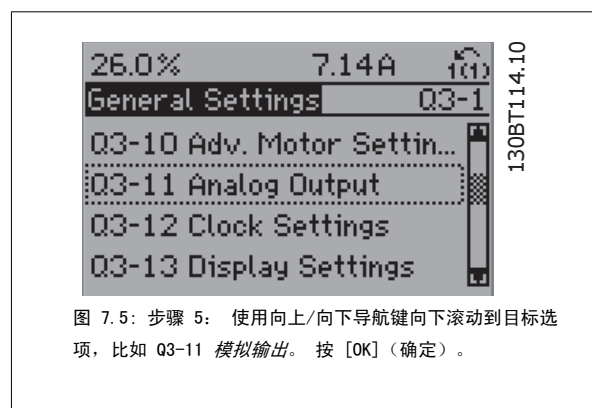 26.0% 7.14A 1(1)
General Settings Q3-1
Q3-10 Adv. Motor Settin...
Q3-11 Analog Output
Q3-12 Clock Settings
Q3-13 Display Settings
130BT114.10
图 7.5: 步骤 5: 使用向上/向下导航键向下滚动到目标选
项，比如 Q3-11 模拟输出。 按 [OK]（确定）。